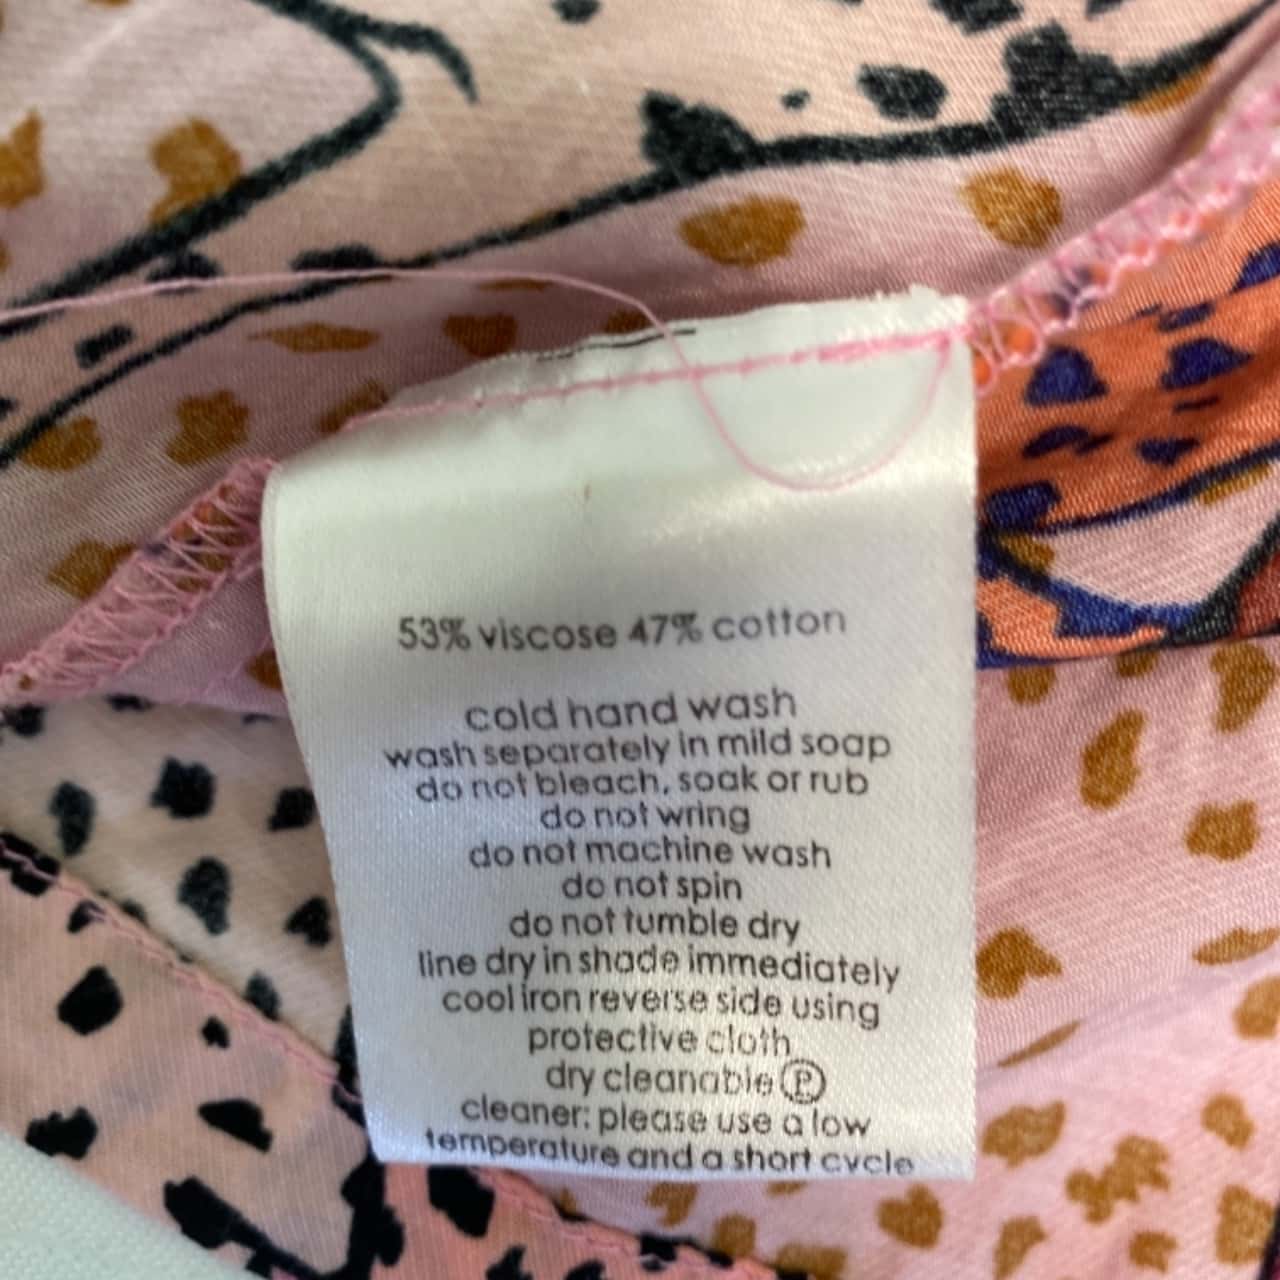 53% viscose 47% cotton
cold hand wash
wash separately in mild soap
do not bleach, soak or rub
do not wring
do not machine wash
do not spin
do not tumble dry
line dry in shade immediately
cool iron reverse side using
protective cloth
dry cleanable Ⓟ
cleaner: please use a low
temperature and a short cycle